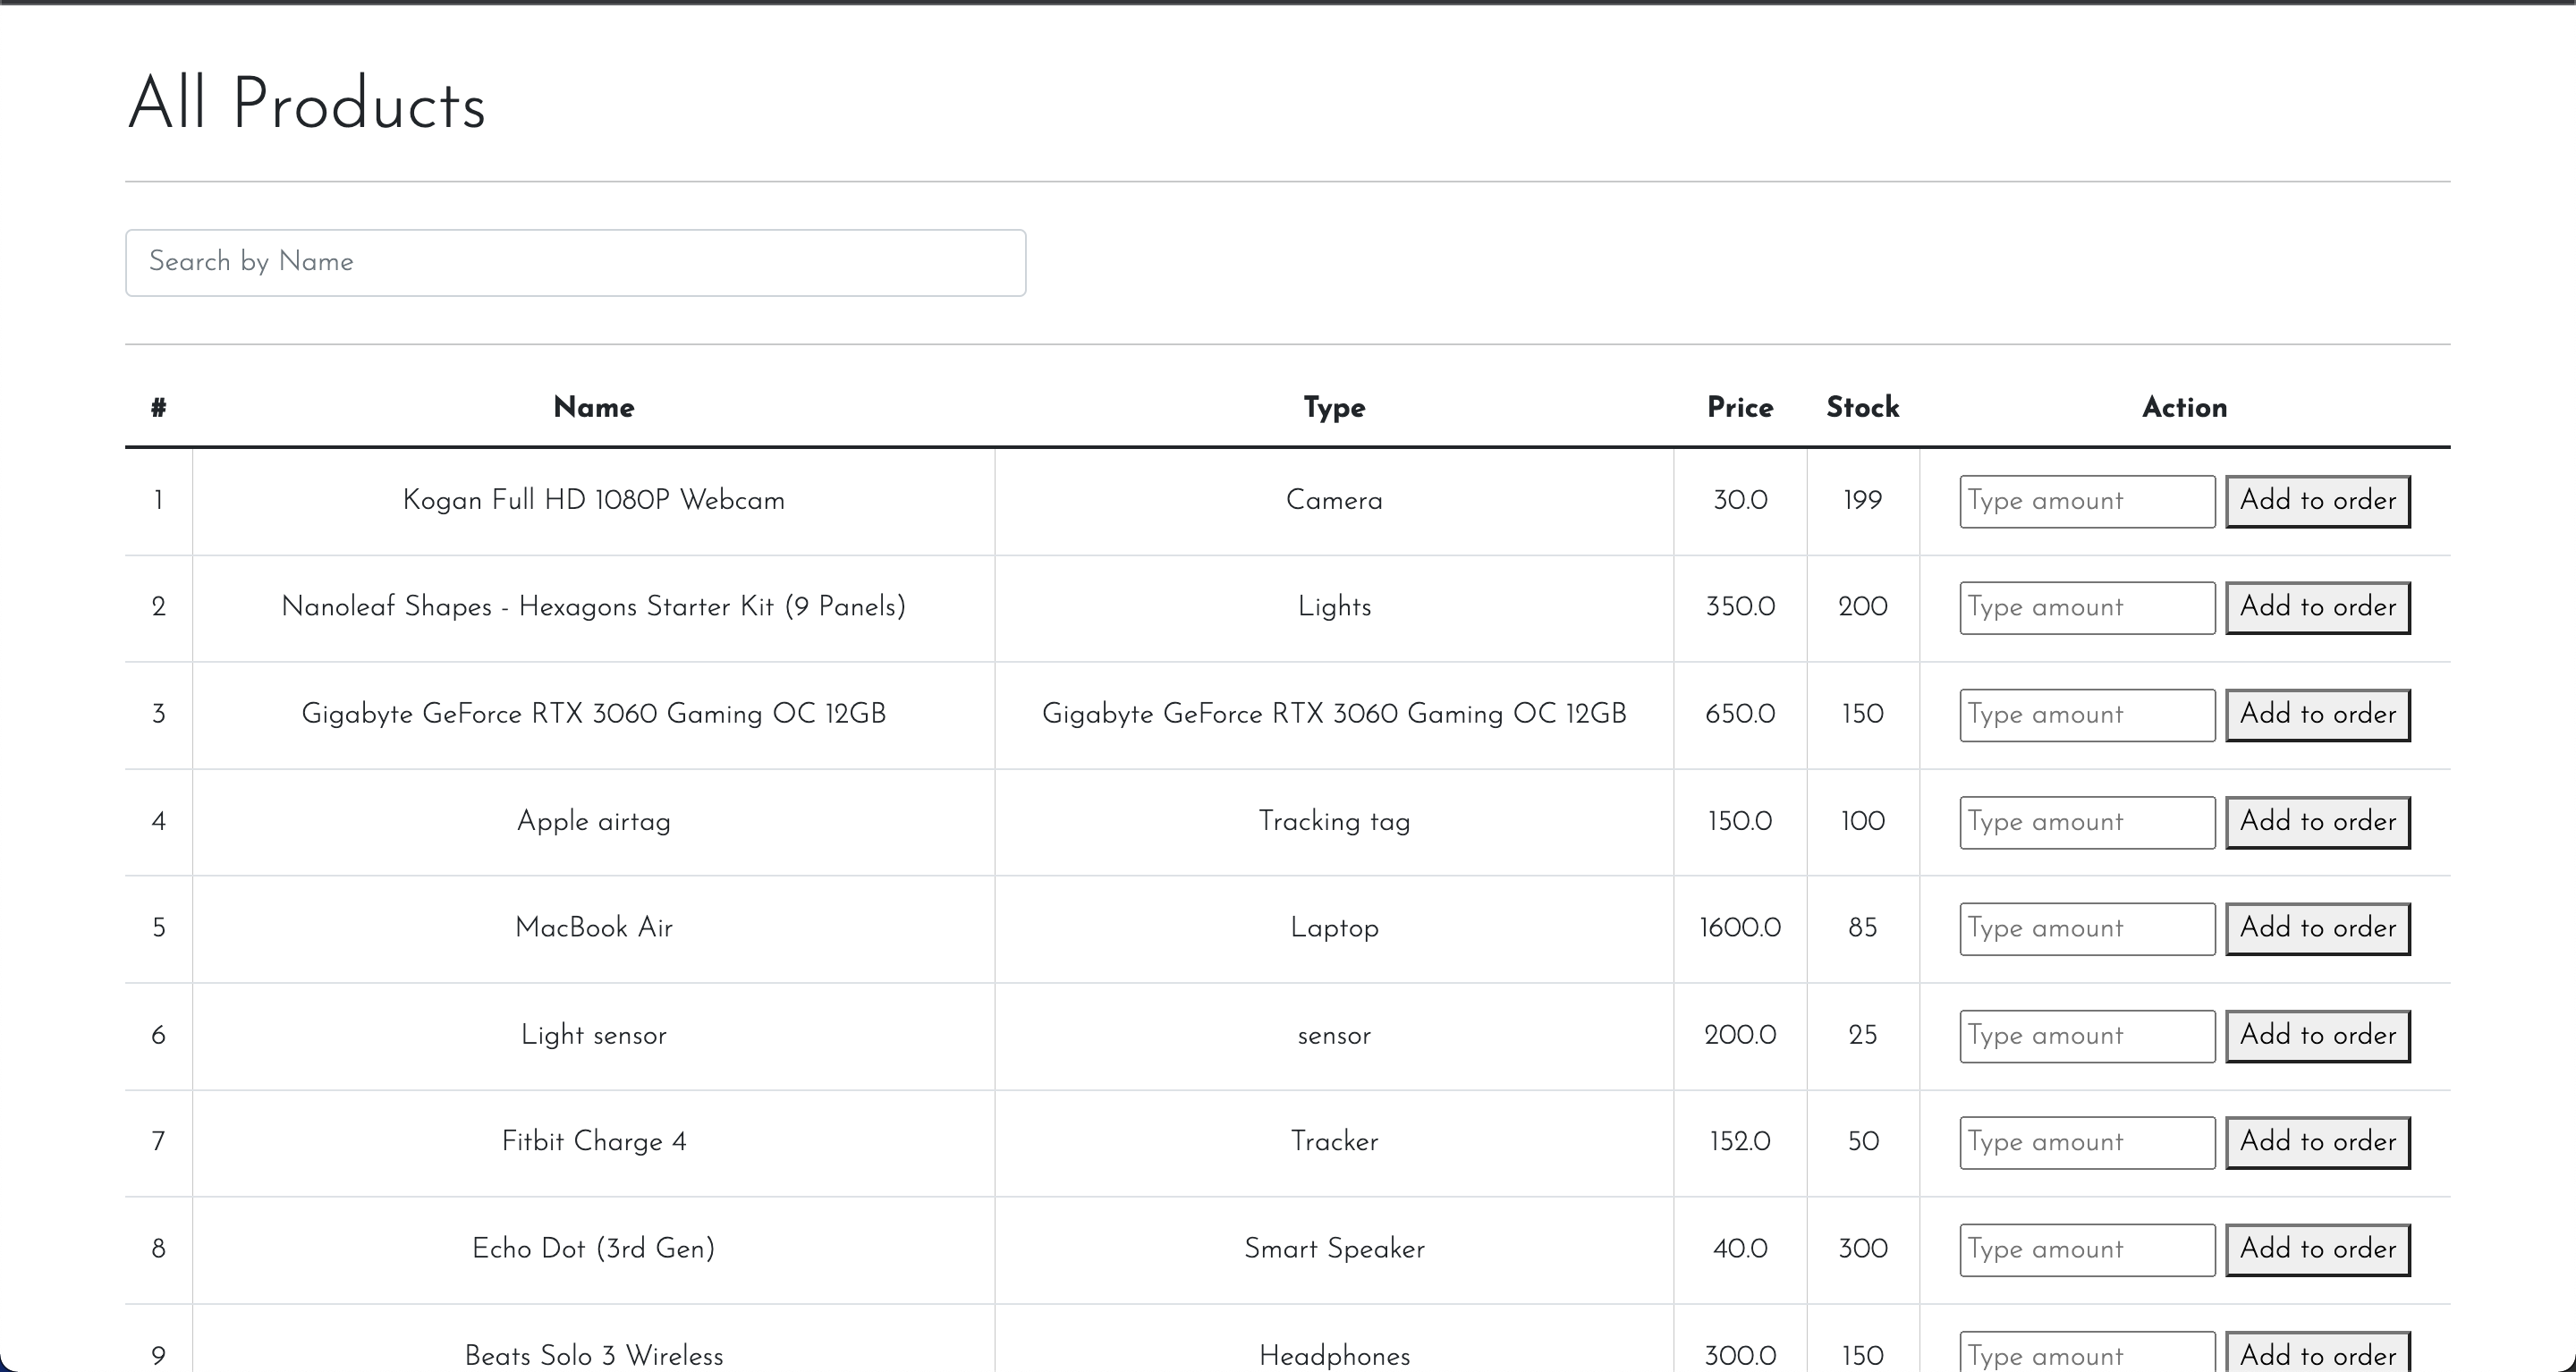 All Products
Search by Name
# Name Type Price Stock Action
1 Kogan Full HD 1080P Webcam Camera 30.0 199 Type amount Add to order
2 Nanoleaf Shapes - Hexagons Starter Kit (9 Panels) Lights 350.0 200 Type amount Add to order
3 Gigabyte GeForce RTX 3060 Gaming OC 12GB Gigabyte GeForce RTX 3060 Gaming OC 12GB 650.0 150 Type amount Add to order
4 Apple airtag Tracking tag 150.0 100 Type amount Add to order
5 MacBook Air Laptop 1600.0 85 Type amount Add to order
6 Light sensor sensor 200.0 25 Type amount Add to order
7 Fitbit Charge 4 Tracker 152.0 50 Type amount Add to order
8 Echo Dot (3rd Gen) Smart Speaker 40.0 300 Type amount Add to order
9 Beats Solo 3 Wireless Headphones 300.0 150 Type amount Add to order